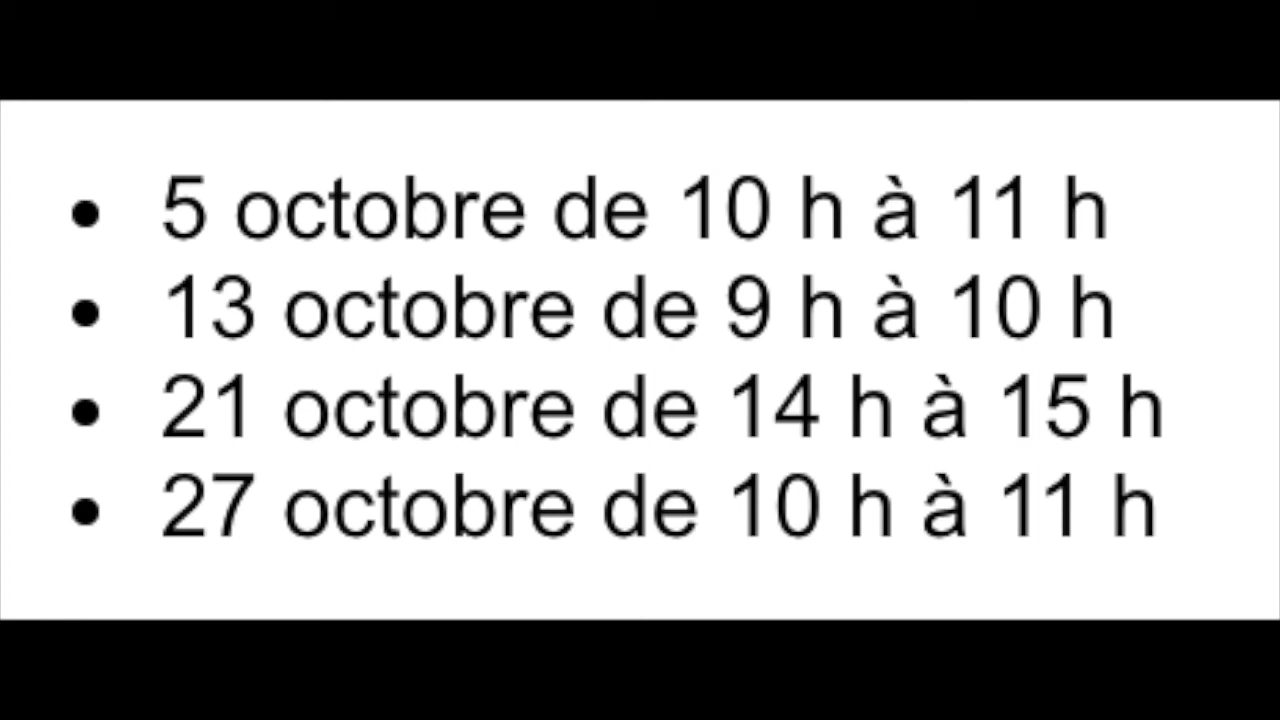 • 5 octobre de 10 h à 11 h
• 13 octobre de 9 h à 10 h
• 21 octobre de 14 h à 15 h
• 27 octobre de 10 h à 11 h